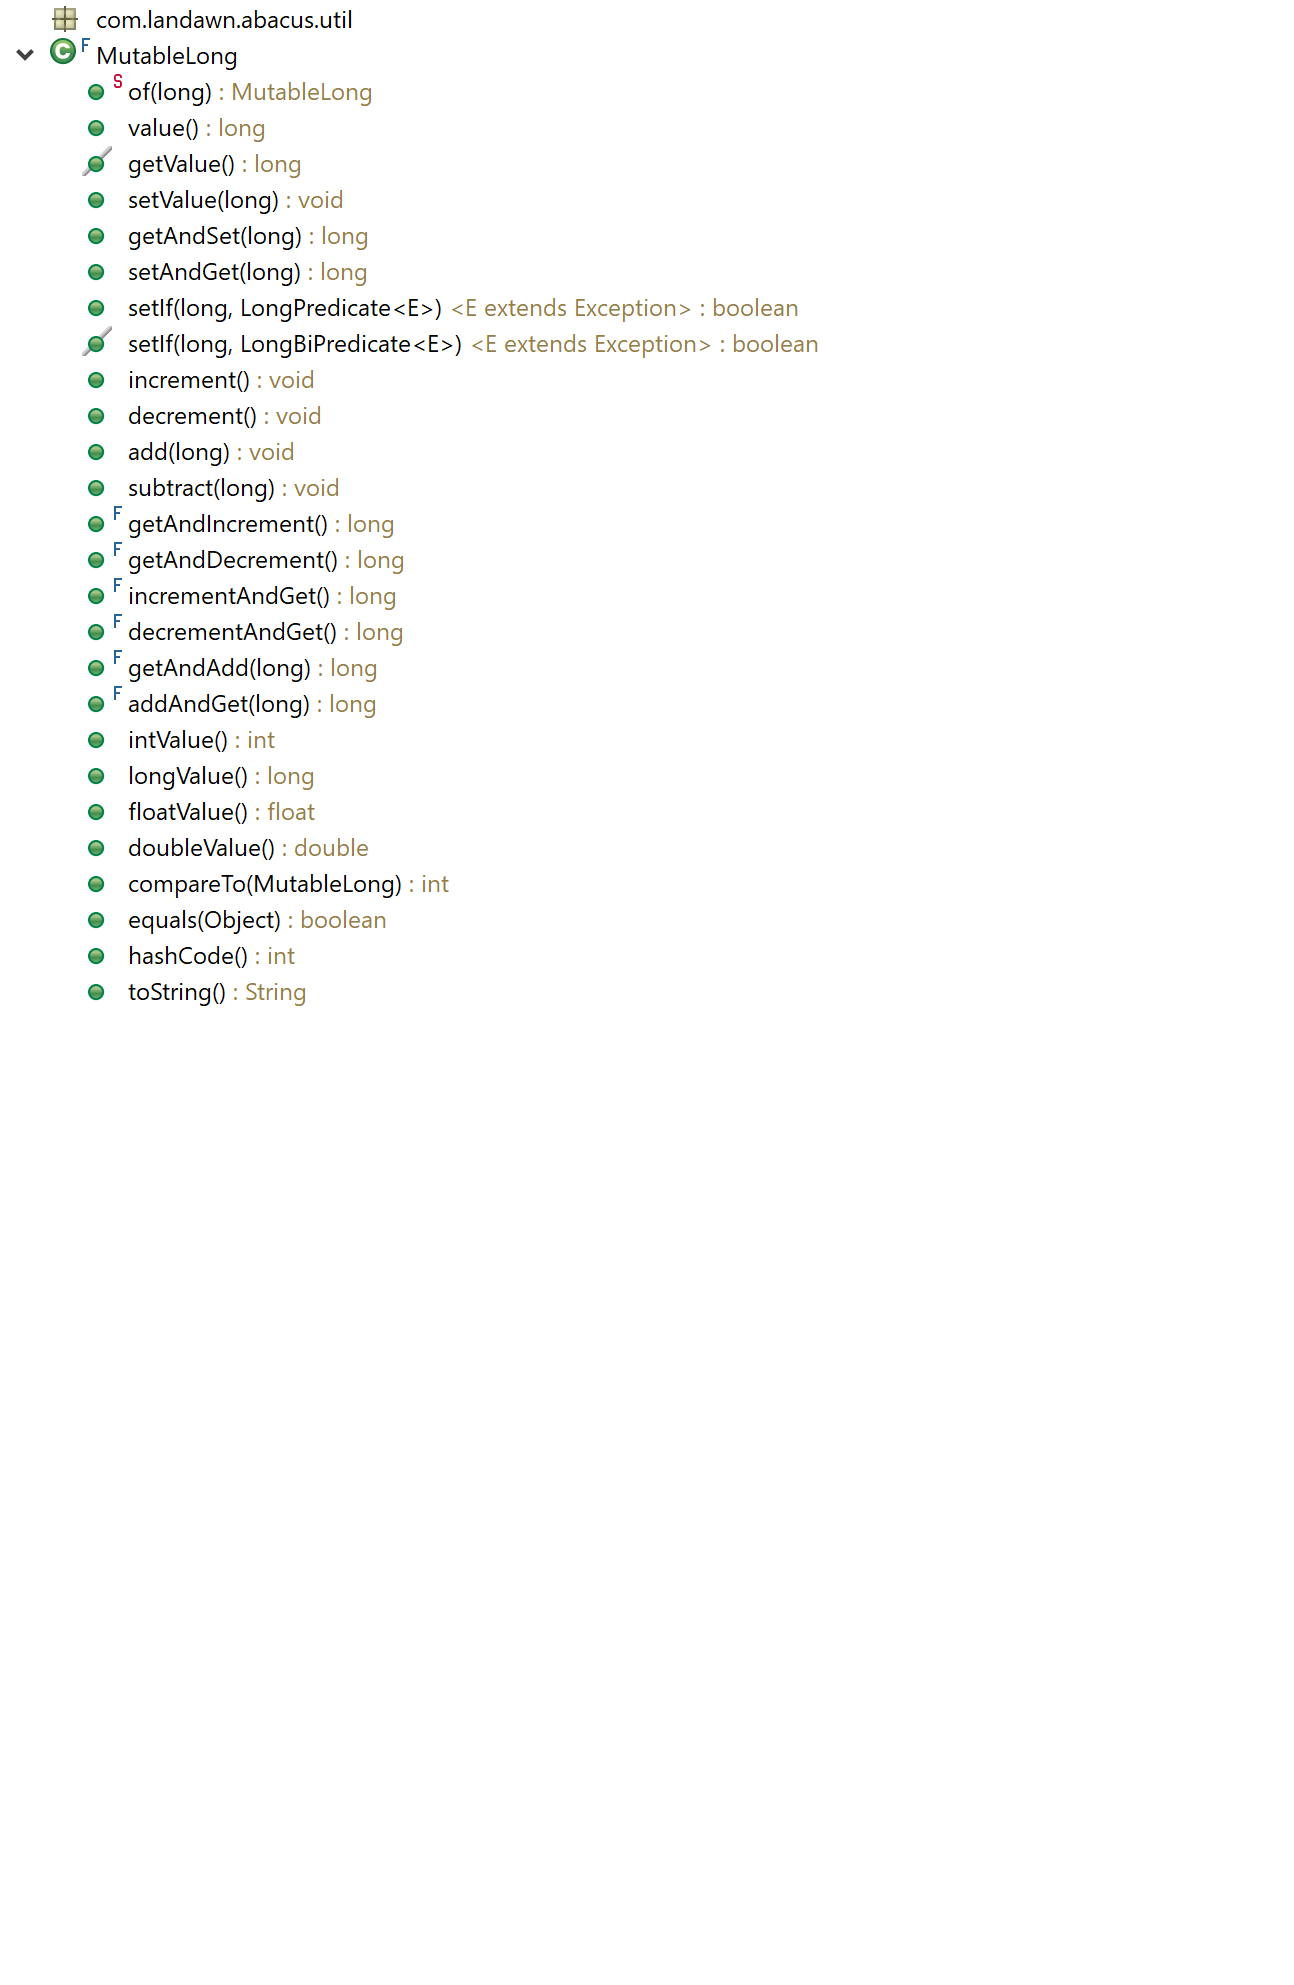 com.landawn.abacus.util
C F MutableLong
S of(long) : MutableLong
value() : long
getValue() : long
setValue(long) : void
getAndSet(long) : long
setAndGet(long) : long
setIf(long, LongPredicate<E>) <E extends Exception> : boolean
setIf(long, LongBiPredicate<E>) <E extends Exception> : boolean
increment() : void
decrement() : void
add(long) : void
subtract(long) : void
F getAndIncrement() : long
F getAndDecrement() : long
F incrementAndGet() : long
F decrementAndGet() : long
F getAndAdd(long) : long
F addAndGet(long) : long
intValue() : int
longValue() : long
floatValue() : float
doubleValue() : double
compareTo(MutableLong) : int
equals(Object) : boolean
hashCode() : int
toString() : String